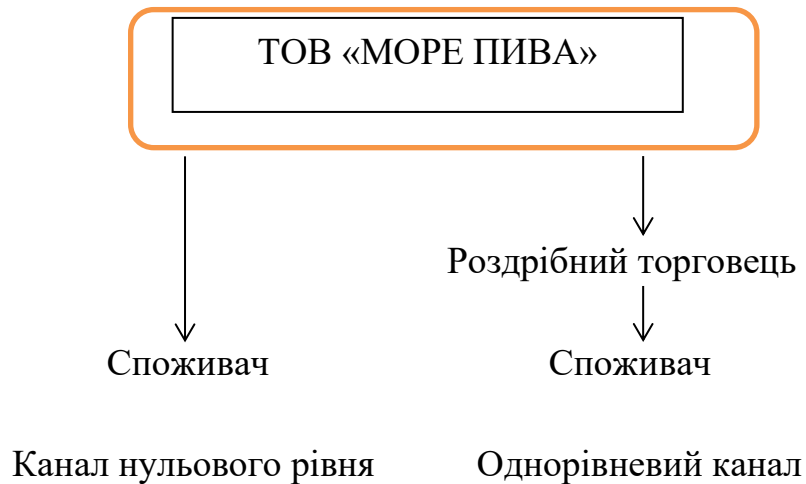 ТОВ «МОРЕ ПИВА»
Роздрібний торговець
Споживач Споживач
Канал нульового рівня Однорівневий канал